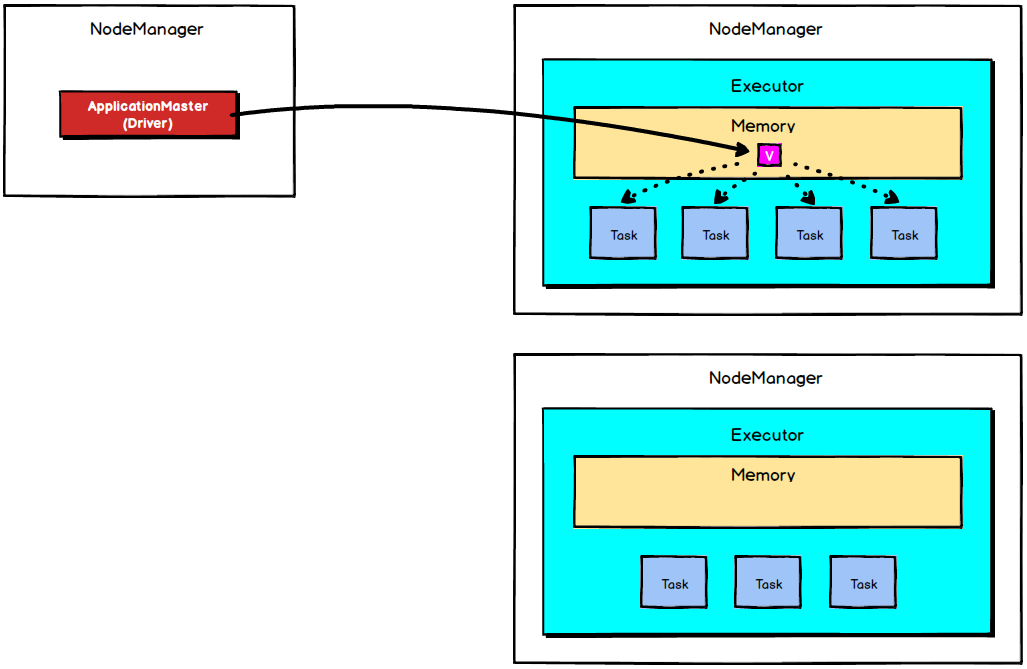 NodeManager
ApplicationMaster
(Driver)
NodeManager
Executor
Memory
V
Task
Task
Task
Task
NodeManager
Executor
Memory
Task
Task
Task